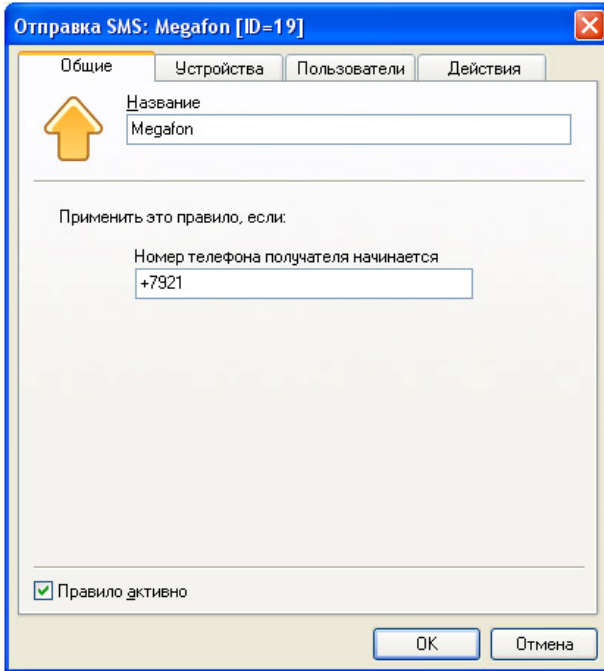 Отправка SMS: Megafon [ID=19]
Общие Устройства Пользователи Действия
Название
Megafon
Применить это правило, если:
Номер телефона получателя начинается
+7921
Правило активно
OK Отмена